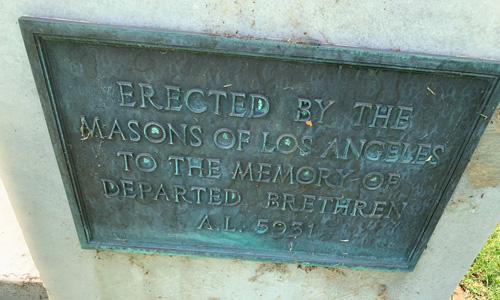 ERECTED BY THE
MASONS OF LOS ANGELES
TO THE MEMORY OF
DEPARTED BRETHREN
A.L. 5931